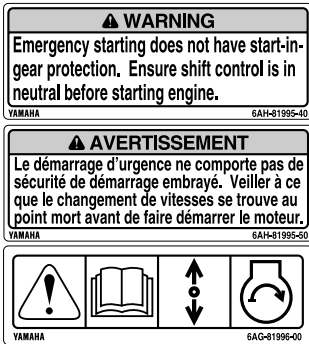 WARNING
Emergency starting does not have start-in-
gear protection. Ensure shift control is in
neutral before starting engine.
YAMAHA 6AH-81995-40
AVERTISSEMENT
Le démarrage d'urgence ne comporte pas de
sécurité de démarrage embrayé. Veiller à ce
que le changement de vitesses se trouve au
point mort avant de faire démarrer le moteur.
YAMAHA 6AH-81995-50
YAMAHA 6AG-81996-00